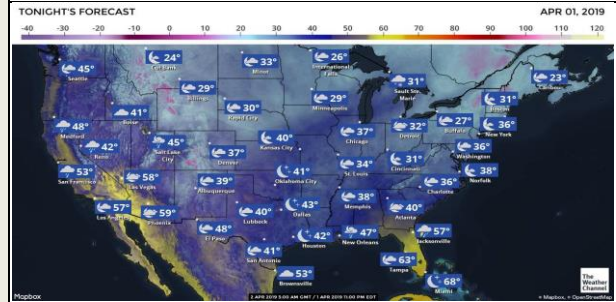 TONIGHT'S FORECAST
APR 01, 2019
-40 -30 -20 -10 0 10 20 30 40 50 60 70 80 90 100 110 120
45° Seattle
24° Cut Bank
33° Minot
26° International Falls
31° Sault Ste. Marie
23° Caribou
29° Billings
30° Rapid City
29° Minneapolis
31° Boston
48° Medford
41° Boise
27° Buffalo
36° New York
42° Reno
45° Salt Lake City
37° Denver
40° Kansas City
37° Chicago
32° Detroit
36° Washington
53° San Francisco
58° Las Vegas
39° Albuquerque
41° Oklahoma City
34° St. Louis
31° Cincinnati
38° Norfolk
57° Los Angeles
59° Phoenix
40° Lubbock
43° Dallas
38° Memphis
36° Charlotte
48° El Paso
42° Houston
47° New Orleans
40° Atlanta
57° Jacksonville
41° San Antonio
53° Brownsville
63° Tampa
68° Miami
The Weather Channel
Mapbox
2 APR 2019 5:00 AM GMT / 1 APR 2019 11:00 PM EDT